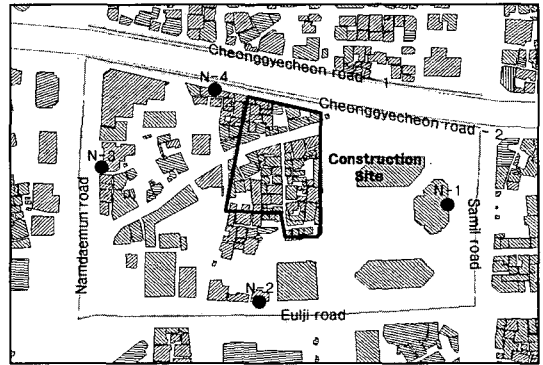 Cheonggyecheon road - 1
N-4
Cheonggyecheon road - 2
Construction
Site
N-3
N-1
Namdaemun road
Samil road
N-2
Eulji road